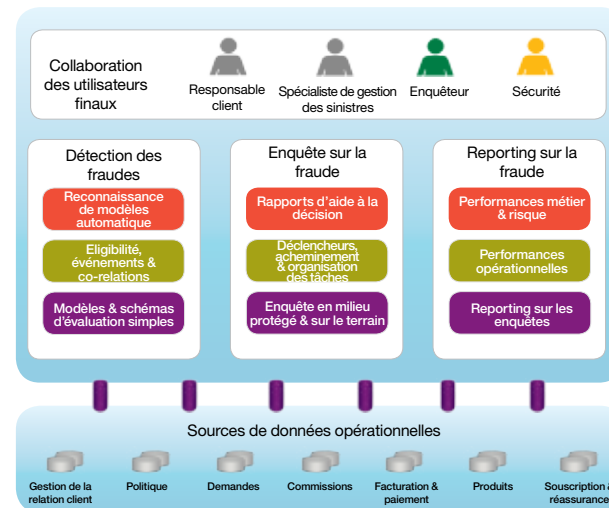 Collaboration
des utilisateurs
finaux
Responsable
client
Spécialiste de gestion
des sinistres
Enquêteur
Sécurité
Détection des
fraudes
Reconnaissance
de modèles
automatique
Eligibilité,
événements &
co-relations
Modèles & schémas
d'évaluation simples
Enquête sur la
fraude
Rapports d'aide à la
décision
Déclencheurs,
acheminement
& organisation
des tâches
Enquête en milieu
protégé & sur le terrain
Reporting sur la
fraude
Performances métier
& risque
Performances
opérationnelles
Reporting sur les
enquêtes
Sources de données opérationnelles
Gestion de la
relation client
Politique
Demandes
Commissions
Facturation &
paiement
Produits
Souscription &
réassurance